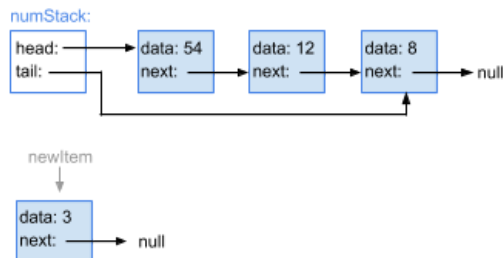 numStack:
head:
tail:
data: 54
next:
data: 12
next:
data: 8
next:
null
newItem
data: 3
next:
null